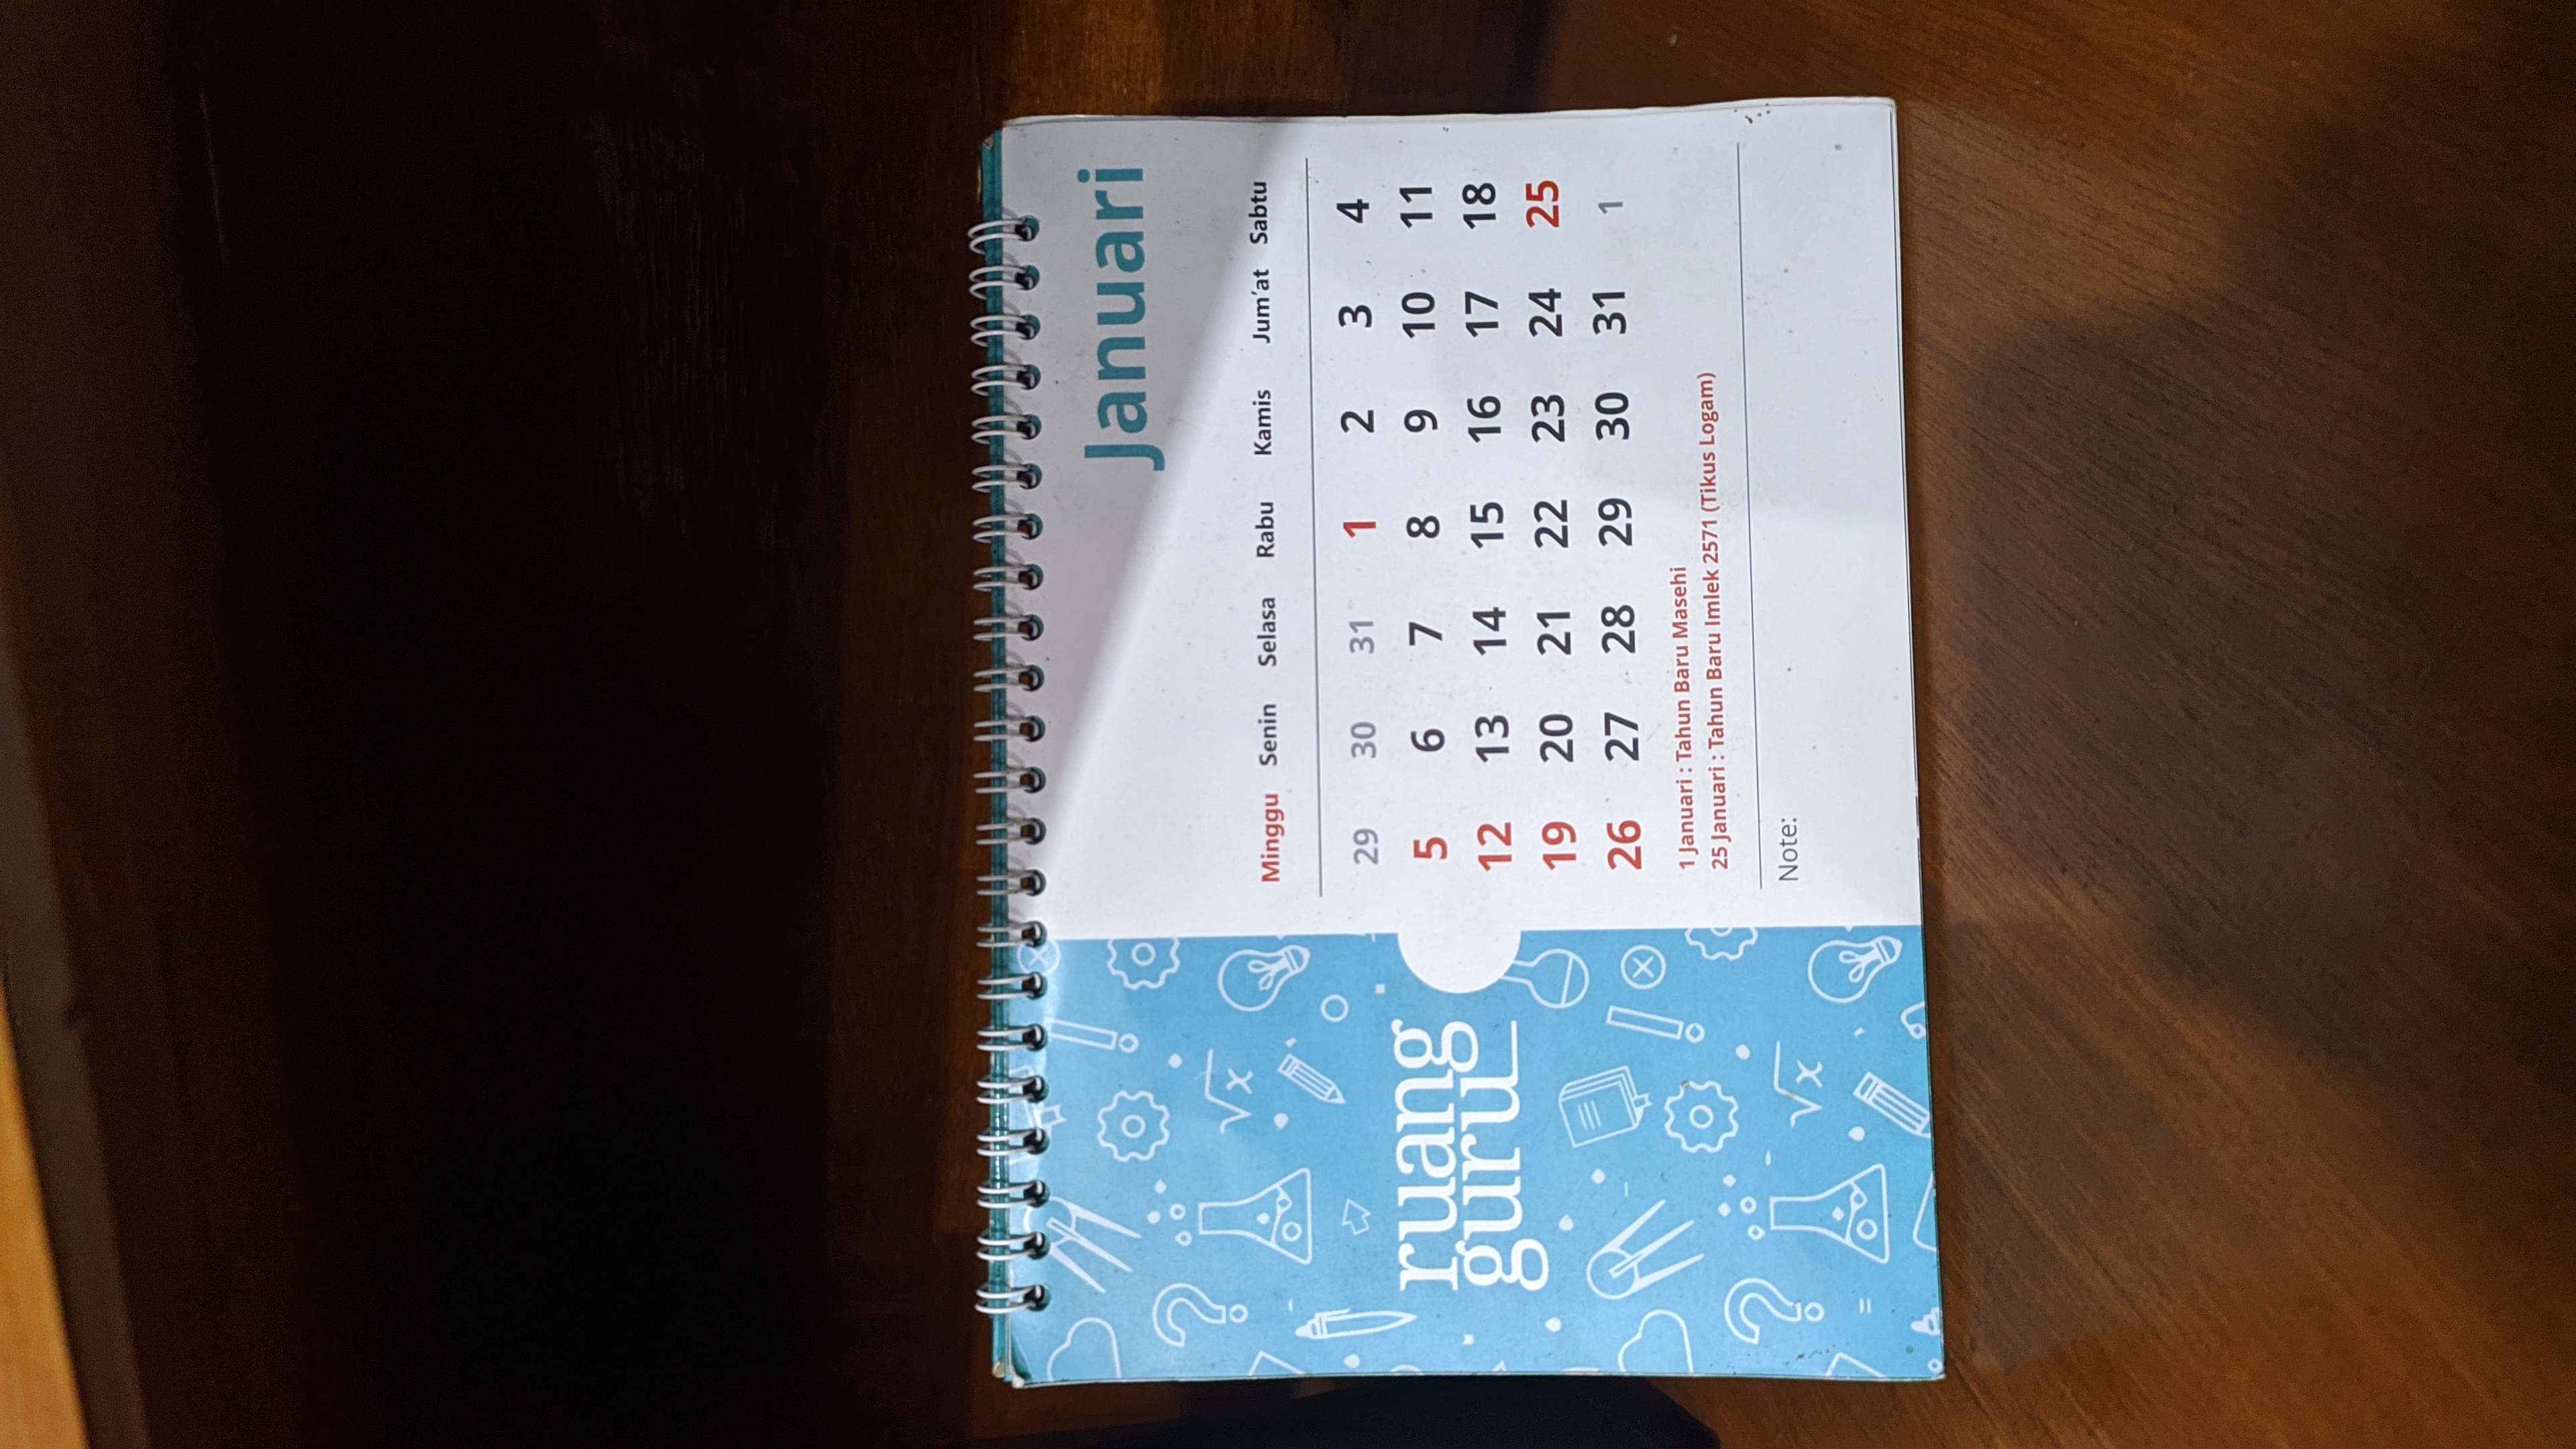 Januari
Minggu Senin Selasa Rabu Kamis Jum'at Sabtu
29 30 31 1 2 3 4
5 6 7 8 9 10 11
12 13 14 15 16 17 18
19 20 21 22 23 24 25
26 27 28 29 30 31 1
1 Januari : Tahun Baru Masehi
25 Januari : Tahun Baru Imlek 2571 (Tikus Logam)
Note:
ruang
guru
√x
√x